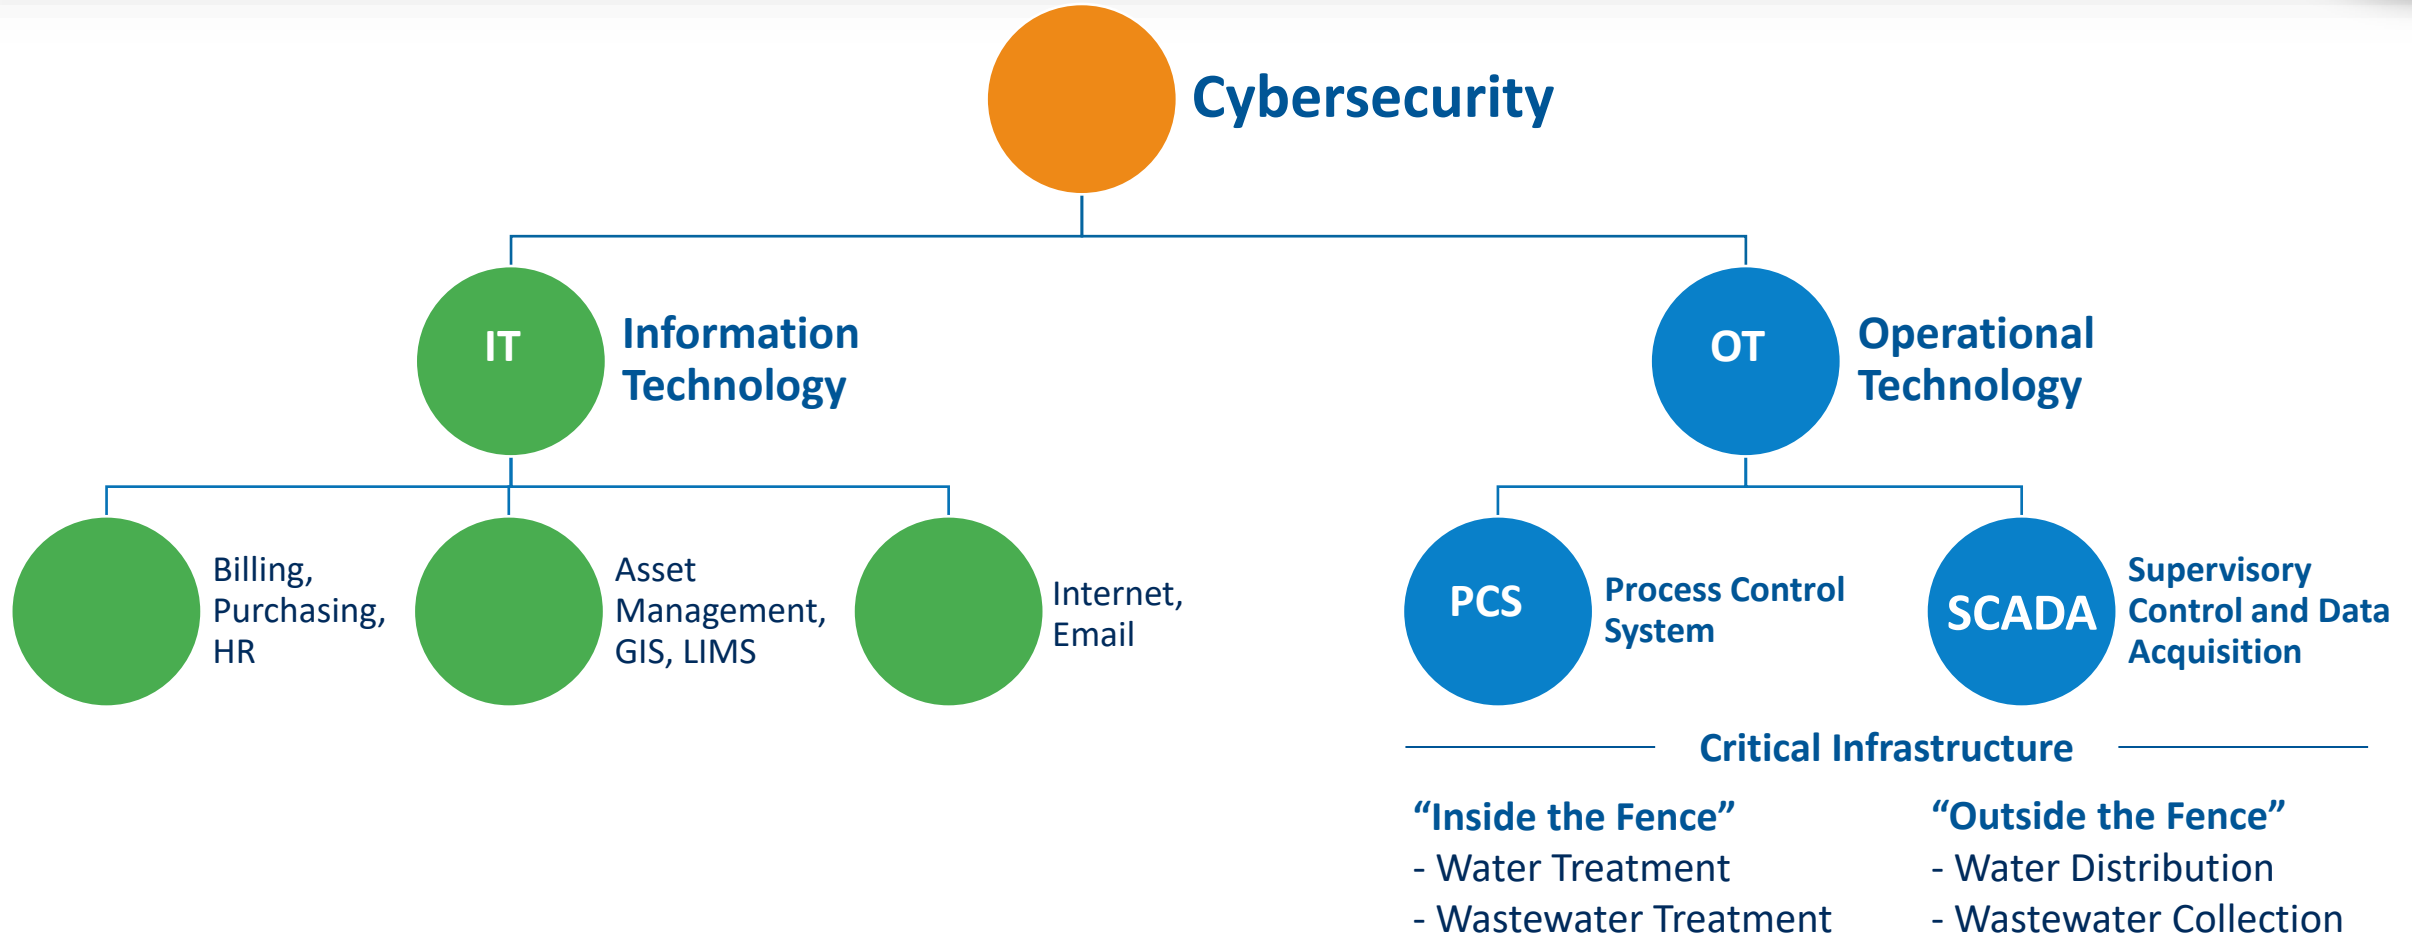 Cybersecurity
IT
Information
Technology
OT
Operational
Technology
Billing,
Purchasing,
HR
Asset
Management,
GIS, LIMS
Internet,
Email
PCS
Process Control
System
SCADA
Supervisory
Control and Data
Acquisition
Critical Infrastructure
“Inside the Fence”
- Water Treatment
- Wastewater Treatment
“Outside the Fence”
- Water Distribution
- Wastewater Collection